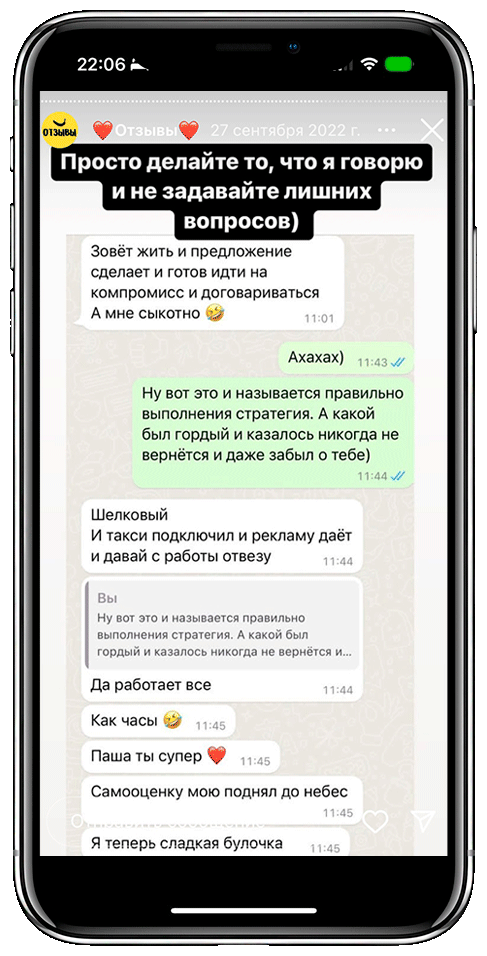 22:06
ОТЗЫВЫ
❤️Отзывы❤️ 27 сентября 2022 г.
Просто делайте то, что я говорю
и не задавайте лишних
вопросов)
Зовёт жить и предложение
сделает и готов идти на
компромисс и договариваться
А мне сыкотно 🤣 11:01
Ахахах) 11:43
Ну вот это и называется правильно
выполнения стратегия. А какой
был гордый и казалось никогда не
вернётся и даже забыл о тебе)
11:44
Шелковый
И такси подключил и рекламу даёт
и давай с работы отвезу 11:44
Вы
Ну вот это и называется правильно
выполнения стратегия. А какой был
гордый и казалось никогда не вернётся и...
Да работает все 11:44
Как часы 🤣 11:45
Паша ты супер ❤️ 11:45
Самооценку мою поднял до небес
11:45
Отправить сообщение
Я теперь сладкая булочка 11:45